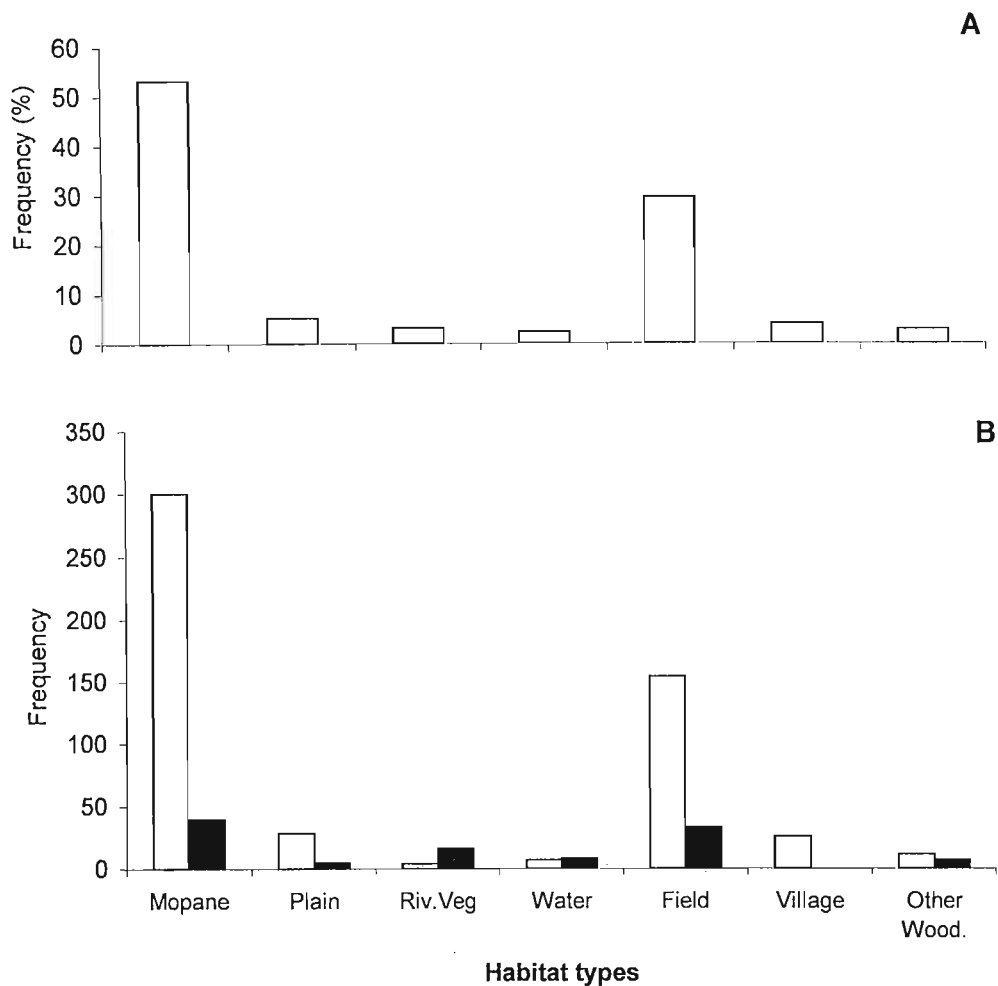 A
60
50
40
30
20
10
0
Frequency (%)
B
350
300
250
200
150
100
50
0
Frequency
Mopane Plain Riv.Veg Water Field Village Other
Wood.
Habitat types